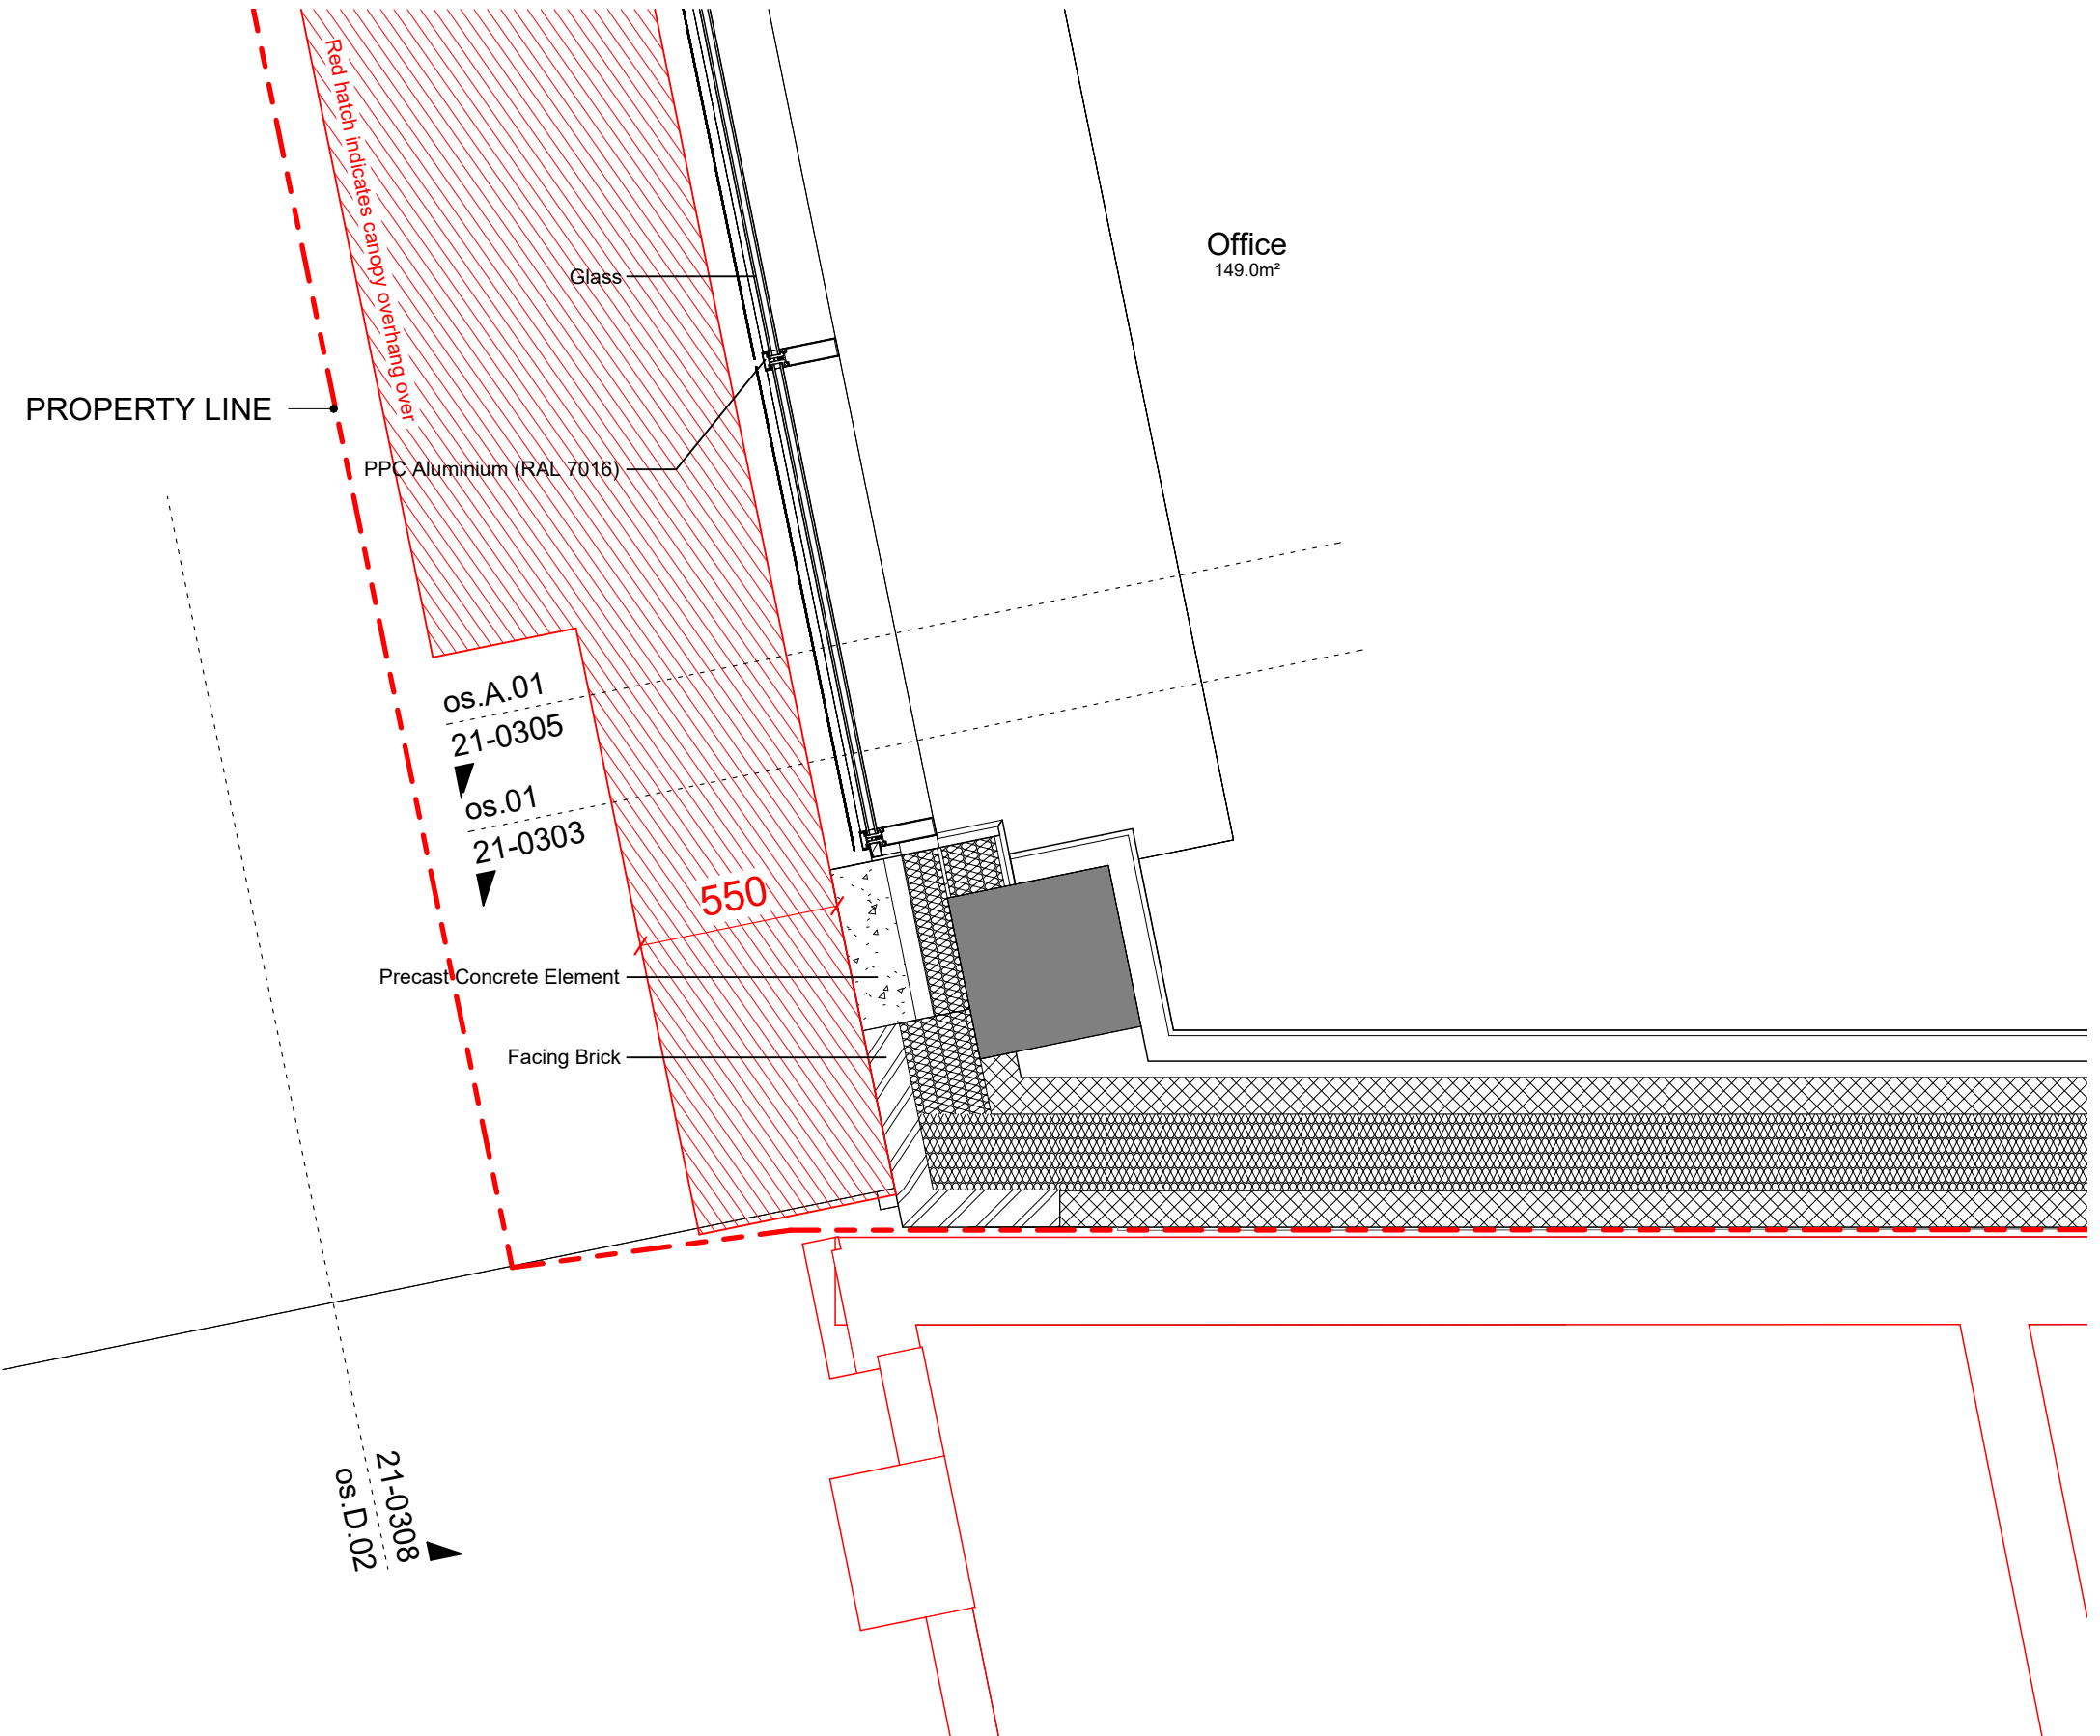 Red hatch indicates canopy overhang over
Office
149.0m²
Glass
PROPERTY LINE
PPC Aluminium (RAL 7016)
os.A.01
21-0305
os.01
21-0303
550
Precast Concrete Element
Facing Brick
21-0308
os.D.02